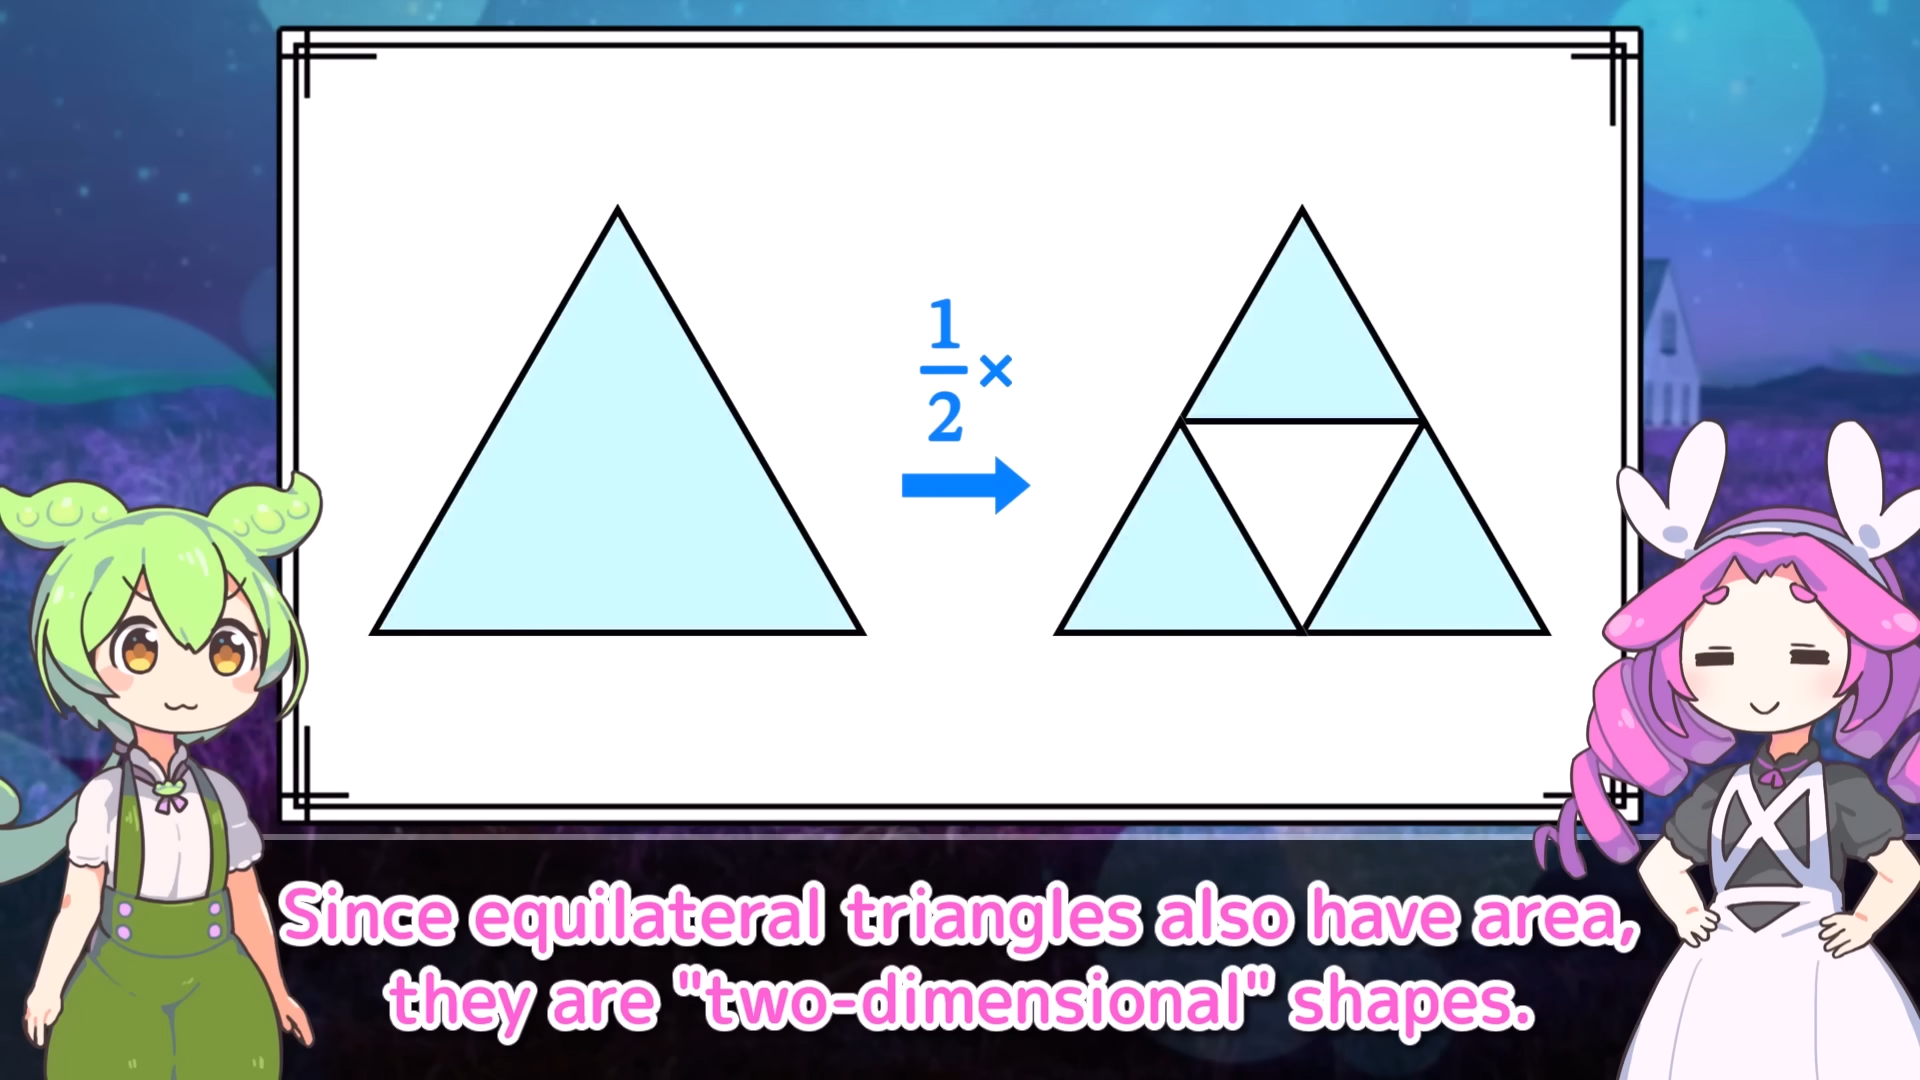 1
2
×
Since equilateral triangles also have area,
they are "two-dimensional" shapes.